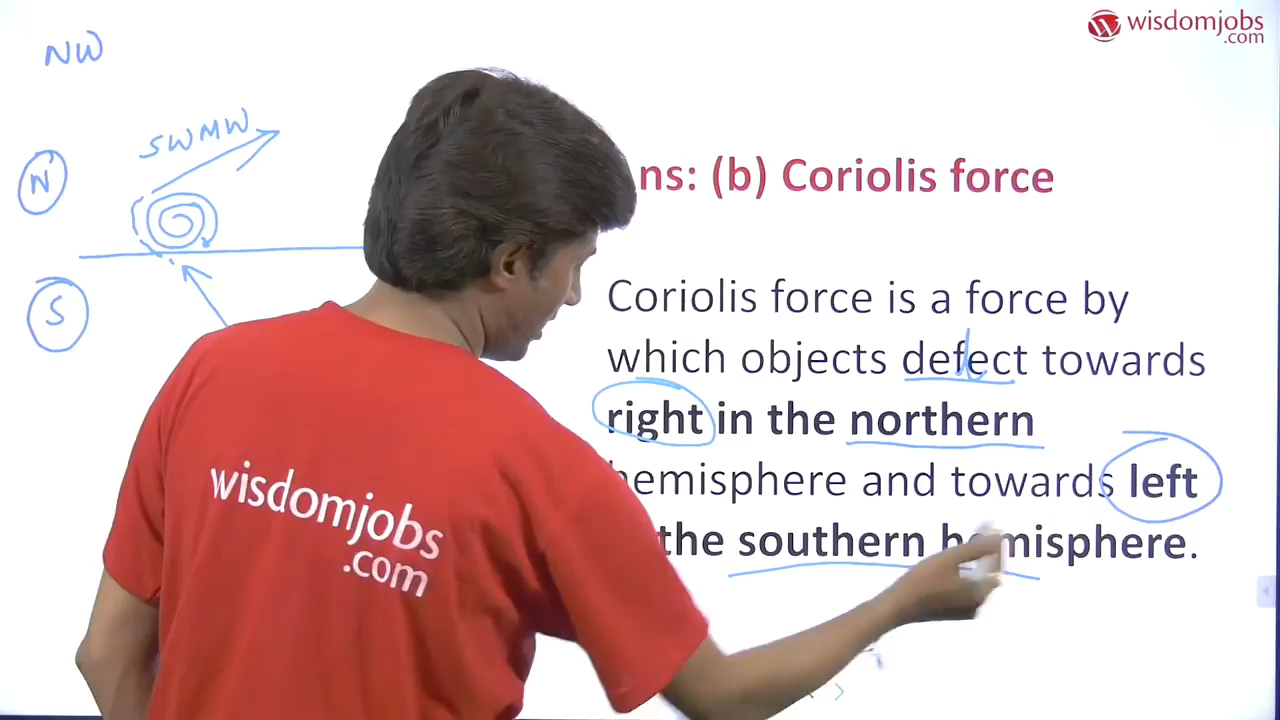 wisdomjobs
.com
NW
SWMW
N
S
ns: (b) Coriolis force
Coriolis force is a force by
which objects defect towards
right in the northern
hemisphere and towards left
the southern hemisphere.
wisdomjobs
.com